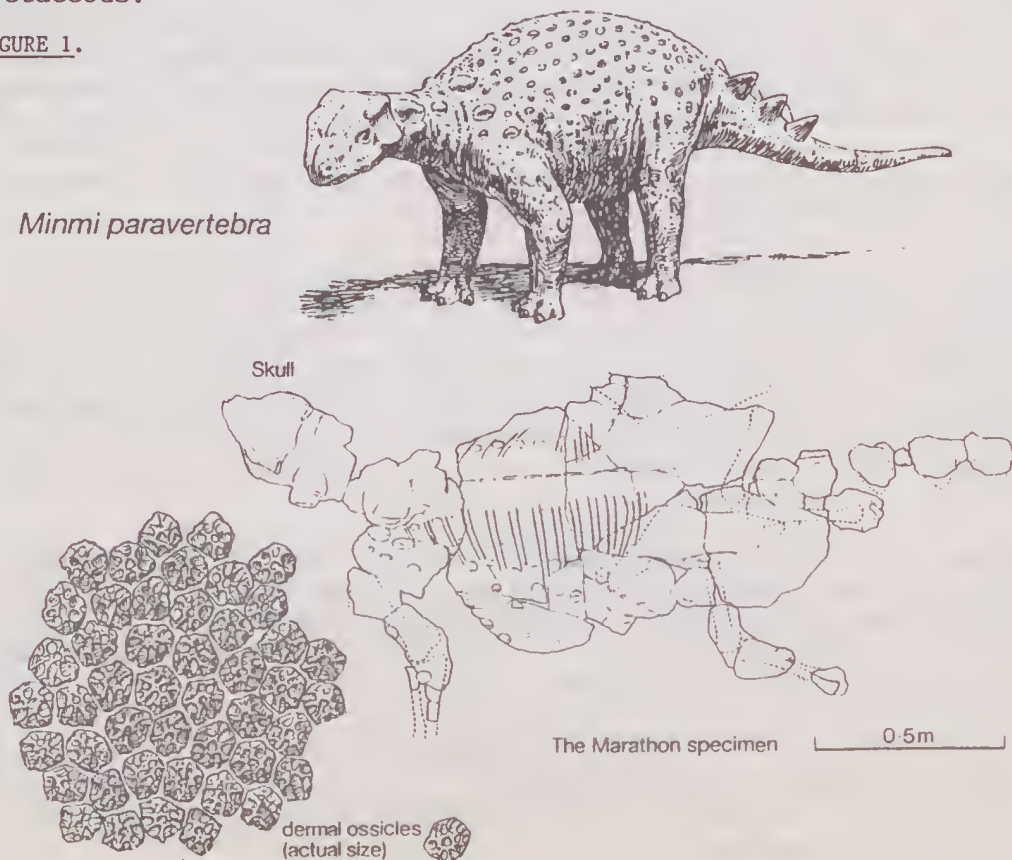 GURE 1.
Minmi paravertebra
Skull
The Marathon specimen
0·5m
dermal ossicles
(actual size)